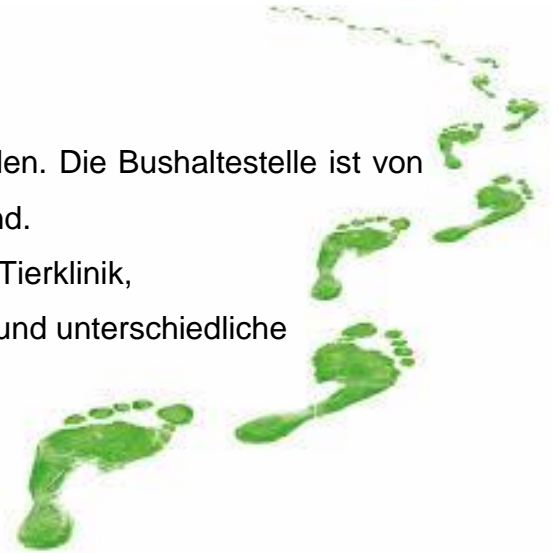 len. Die Bushaltestelle ist von
nd.
Tierklinik,
und unterschiedliche